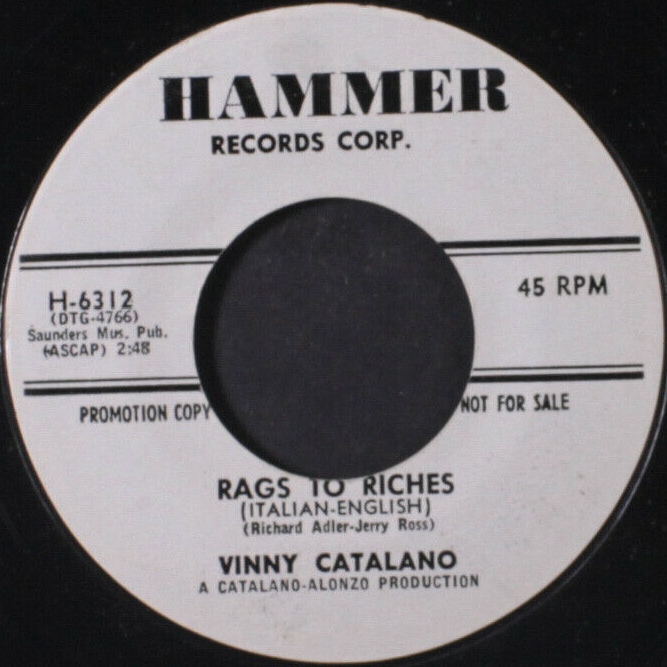 HAMMER
RECORDS CORP.
H-6312
(DTG-4766)
Saunders Mus. Pub.
(ASCAP) 2:48
45 RPM
PROMOTION COPY
NOT FOR SALE
RAGS TO RICHES
(ITALIAN-ENGLISH)
(Richard Adler-Jerry Ross)
VINNY CATALANO
A CATALANO-ALONZO PRODUCTION